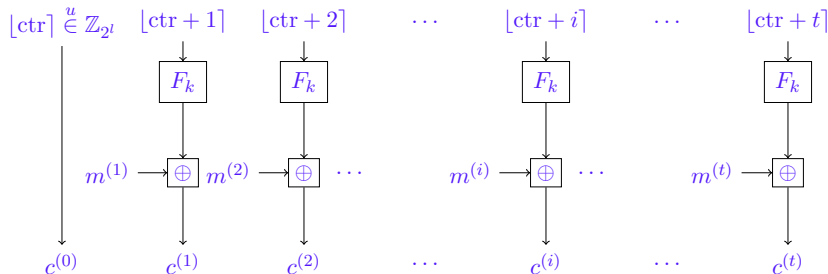 ⌊ctr⌉ ᵘ∈ ℤ_{2^l} ⌊ctr + 1⌉ ⌊ctr + 2⌉ ⋯ ⌊ctr + i⌉ ⋯ ⌊ctr + t⌉
F_k F_k F_k F_k
m^{(1)} ⊕ m^{(2)} ⊕ ⋯ m^{(i)} ⊕ ⋯ m^{(t)} ⊕
c^{(0)} c^{(1)} c^{(2)} ⋯ c^{(i)} ⋯ c^{(t)}